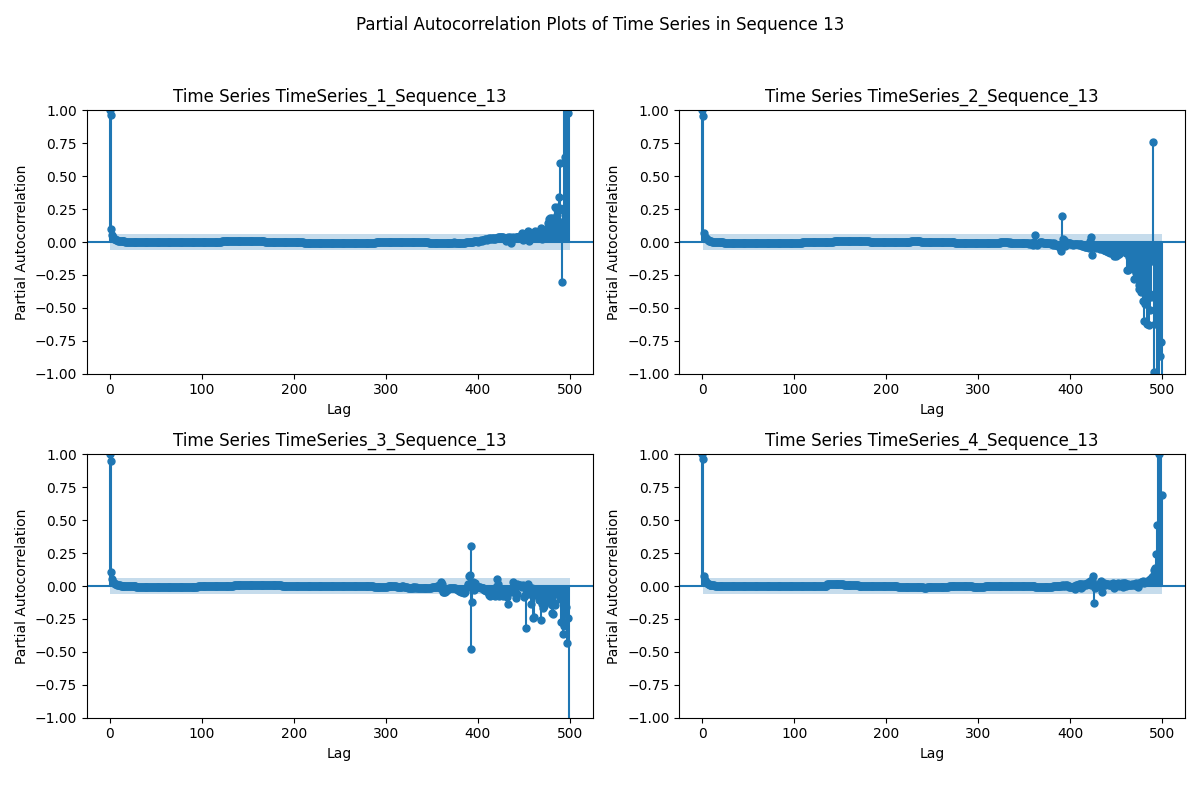 Partial Autocorrelation Plots of Time Series in Sequence 13
Time Series TimeSeries_1_Sequence_13
1.00
0.75
0.50
0.25
0.00
−0.25
−0.50
−0.75
−1.00
Partial Autocorrelation
0 100 200 300 400 500
Lag
Time Series TimeSeries_2_Sequence_13
1.00
0.75
0.50
0.25
0.00
−0.25
−0.50
−0.75
−1.00
Partial Autocorrelation
0 100 200 300 400 500
Lag
Time Series TimeSeries_3_Sequence_13
1.00
0.75
0.50
0.25
0.00
−0.25
−0.50
−0.75
−1.00
Partial Autocorrelation
0 100 200 300 400 500
Lag
Time Series TimeSeries_4_Sequence_13
1.00
0.75
0.50
0.25
0.00
−0.25
−0.50
−0.75
−1.00
Partial Autocorrelation
0 100 200 300 400 500
Lag